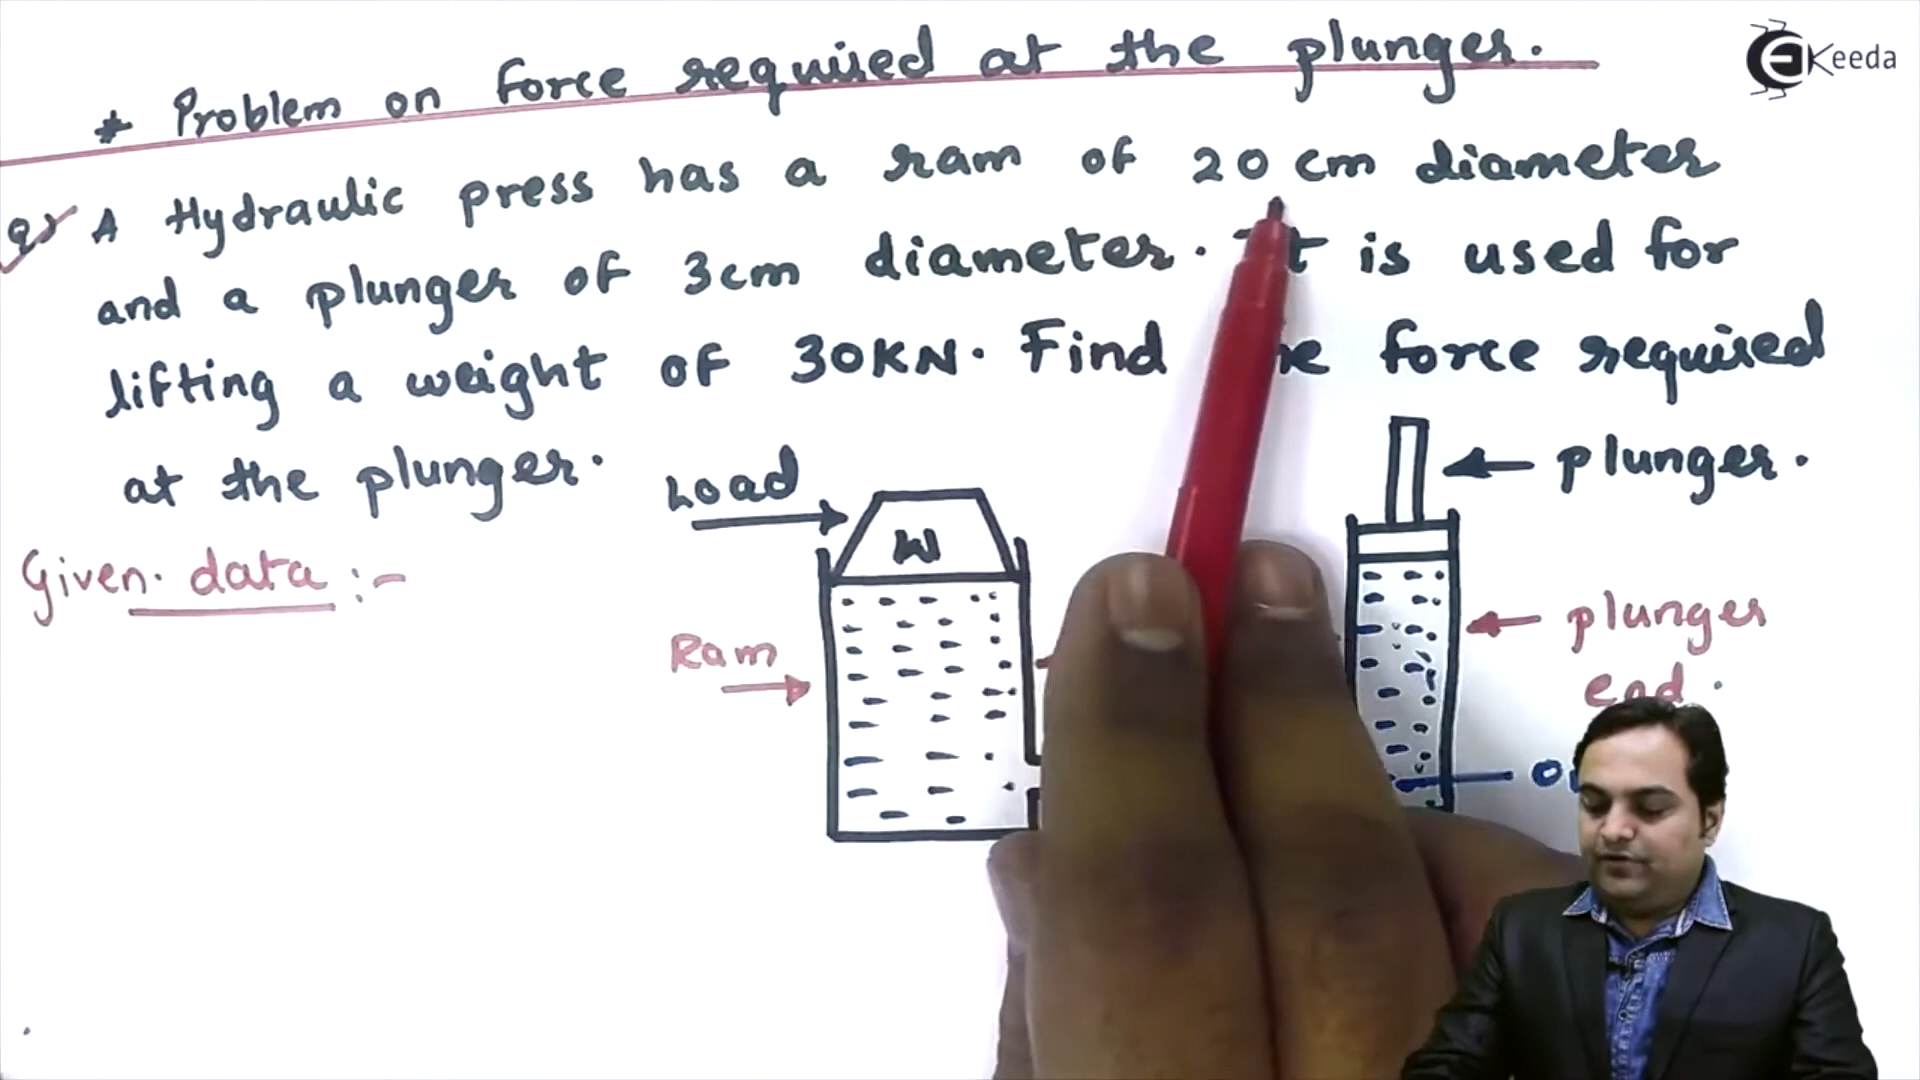 * Problem on force required at the plunger.
EKeeda
Q> A Hydraulic press has a ram of 20 cm diameter
and a plunger of 3cm diameter. It is used for
lifting a weight of 30KN. Find force required
at the plunger.
Load
plunger.
W
Given data :-
plunger
end.
Ram